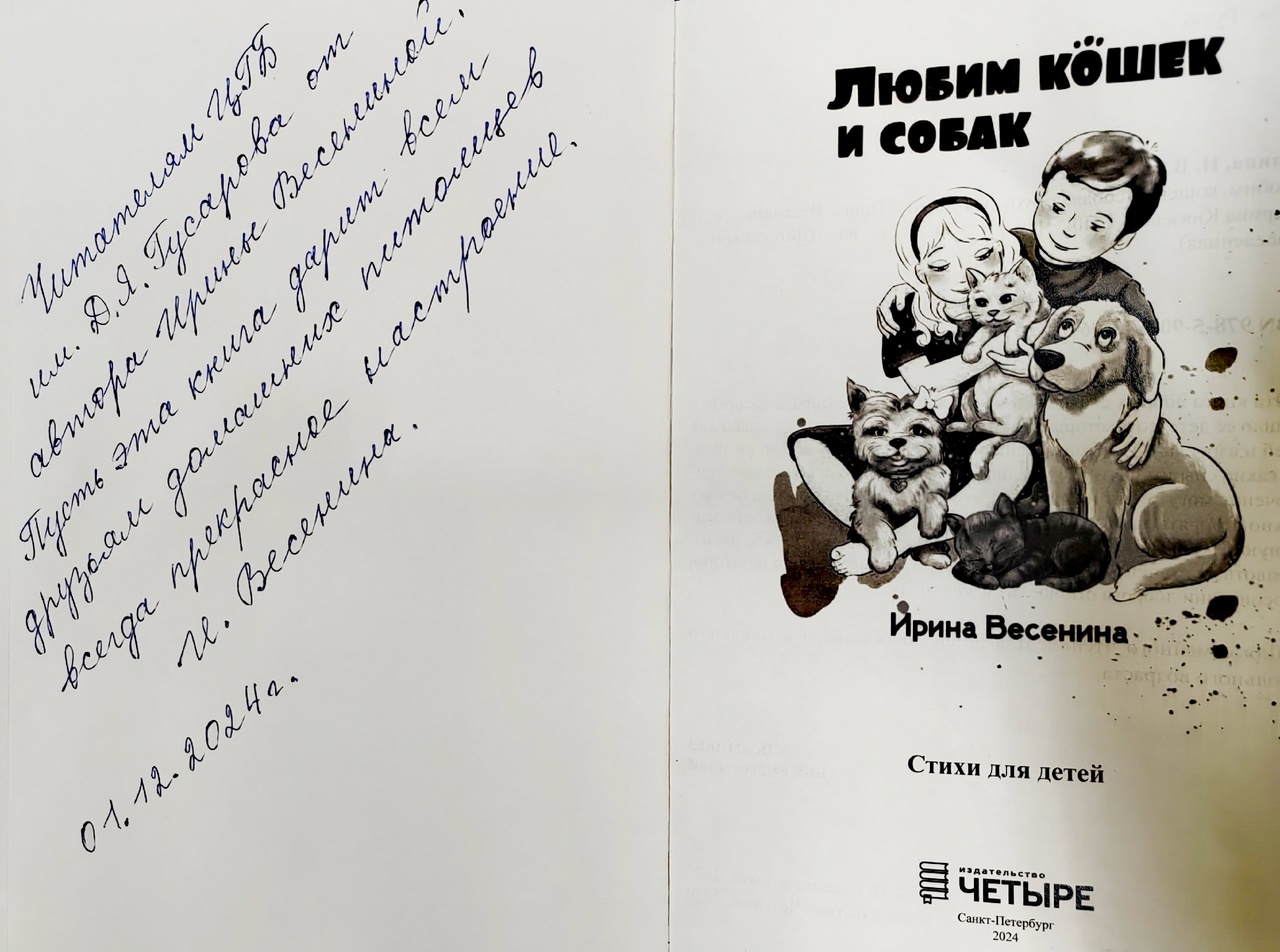 Читателям ЦГБ
им. Д.Я. Гусарова от
автора Ирины Весениной.
Пусть эта книга дарит всем
друзьям домашних питомцев
всегда прекрасное настроение.
И. Весенина.
01.12.2024г.
Любим кошек
и собак
Ирина Весенина
Стихи для детей
издательство
ЧЕТЫРЕ
Санкт-Петербург
2024